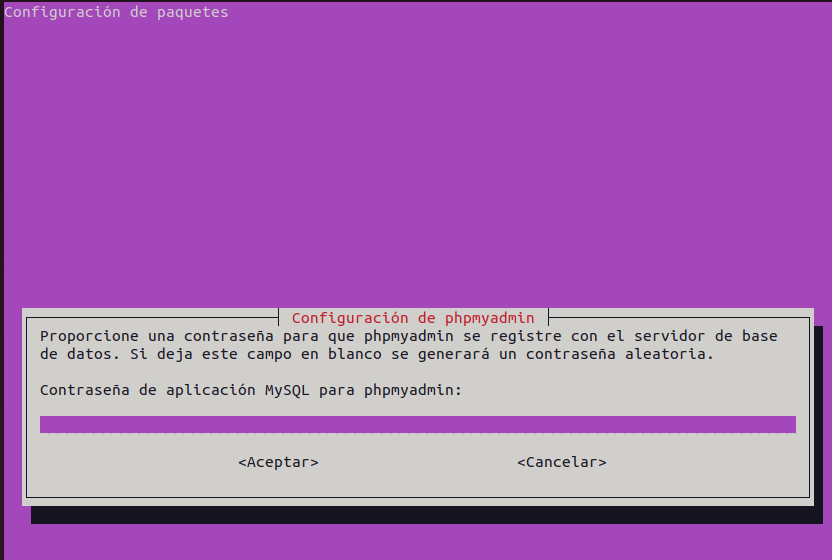 Configuración de paquetes
Configuración de phpmyadmin
Proporcione una contraseña para que phpmyadmin se registre con el servidor de base
de datos. Si deja este campo en blanco se generará un contraseña aleatoria.
Contraseña de aplicación MySQL para phpmyadmin:
<Aceptar> <Cancelar>